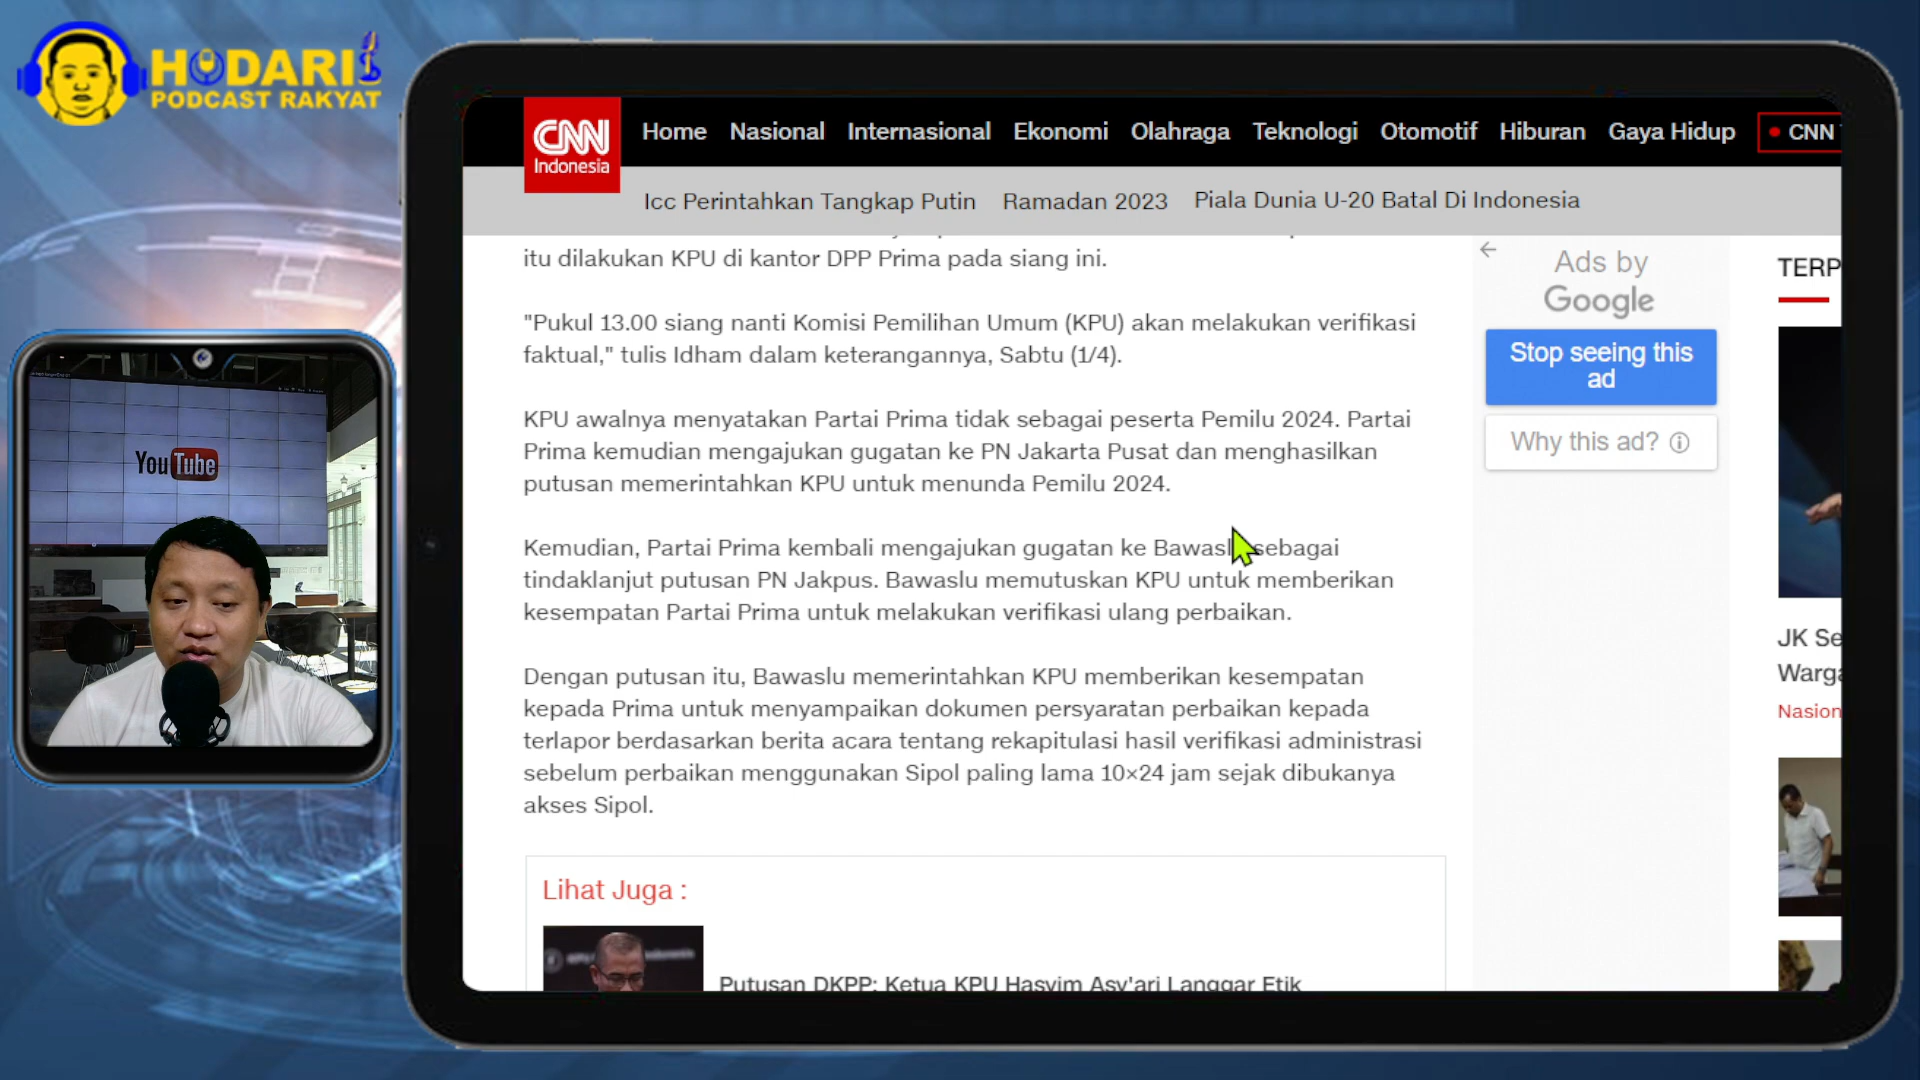 HODARI
PODCAST RAKYAT
YouTube
CNN
Indonesia
Home Nasional Internasional Ekonomi Olahraga Teknologi Otomotif Hiburan Gaya Hidup CNN
Icc Perintahkan Tangkap Putin Ramadan 2023 Piala Dunia U-20 Batal Di Indonesia
itu dilakukan KPU di kantor DPP Prima pada siang ini.
"Pukul 13.00 siang nanti Komisi Pemilihan Umum (KPU) akan melakukan verifikasi
faktual," tulis Idham dalam keterangannya, Sabtu (1/4).
KPU awalnya menyatakan Partai Prima tidak sebagai peserta Pemilu 2024. Partai
Prima kemudian mengajukan gugatan ke PN Jakarta Pusat dan menghasilkan
putusan memerintahkan KPU untuk menunda Pemilu 2024.
Kemudian, Partai Prima kembali mengajukan gugatan ke Bawaslu sebagai
tindaklanjut putusan PN Jakpus. Bawaslu memutuskan KPU untuk memberikan
kesempatan Partai Prima untuk melakukan verifikasi ulang perbaikan.
Dengan putusan itu, Bawaslu memerintahkan KPU memberikan kesempatan
kepada Prima untuk menyampaikan dokumen persyaratan perbaikan kepada
terlapor berdasarkan berita acara tentang rekapitulasi hasil verifikasi administrasi
sebelum perbaikan menggunakan Sipol paling lama 10×24 jam sejak dibukanya
akses Sipol.
Lihat Juga :
Putusan DKPP: Ketua KPU Hasyim Asy'ari Langgar Etik
Ads by
Google
Stop seeing this
ad
Why this ad?
TERP
JK Se
Warga
Nasion